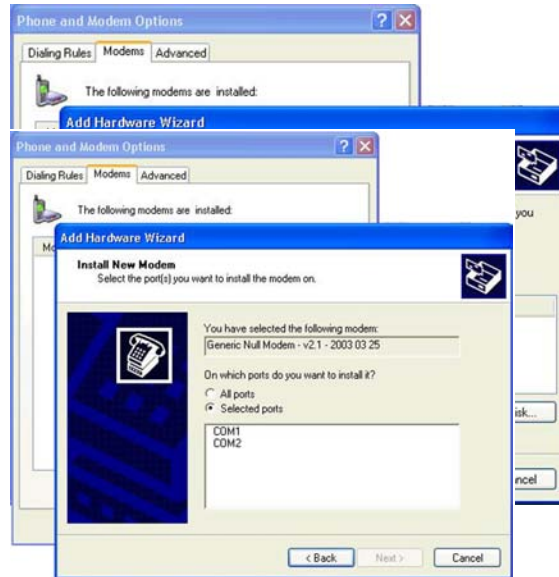 Phone and Modem Options
Dialing Rules Modems Advanced
The following modems are installed:
Add Hardware Wizard
Phone and Modem Options
Dialing Rules Modems Advanced
you
The following modems are installed:
Mo
Add Hardware Wizard
Install New Modem
Select the port(s) you want to install the modem on.
You have selected the following modem:
Generic Null Modem - v2.1 - 2003 03 25
On which ports do you want to install it?
All ports
Selected ports
isk...
COM1
COM2
ncel
< Back Next > Cancel